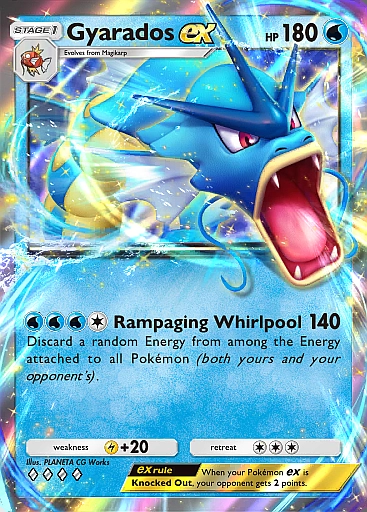 STAGE 1 Gyarados ex HP 180
Evolves from Magikarp
Rampaging Whirlpool 140
Discard a random Energy from among the Energy
attached to all Pokémon (both yours and your
opponent's).
weakness +20 retreat
Illus. PLANETA CG Works
ex rule When your Pokémon ex is
Knocked Out, your opponent gets 2 points.